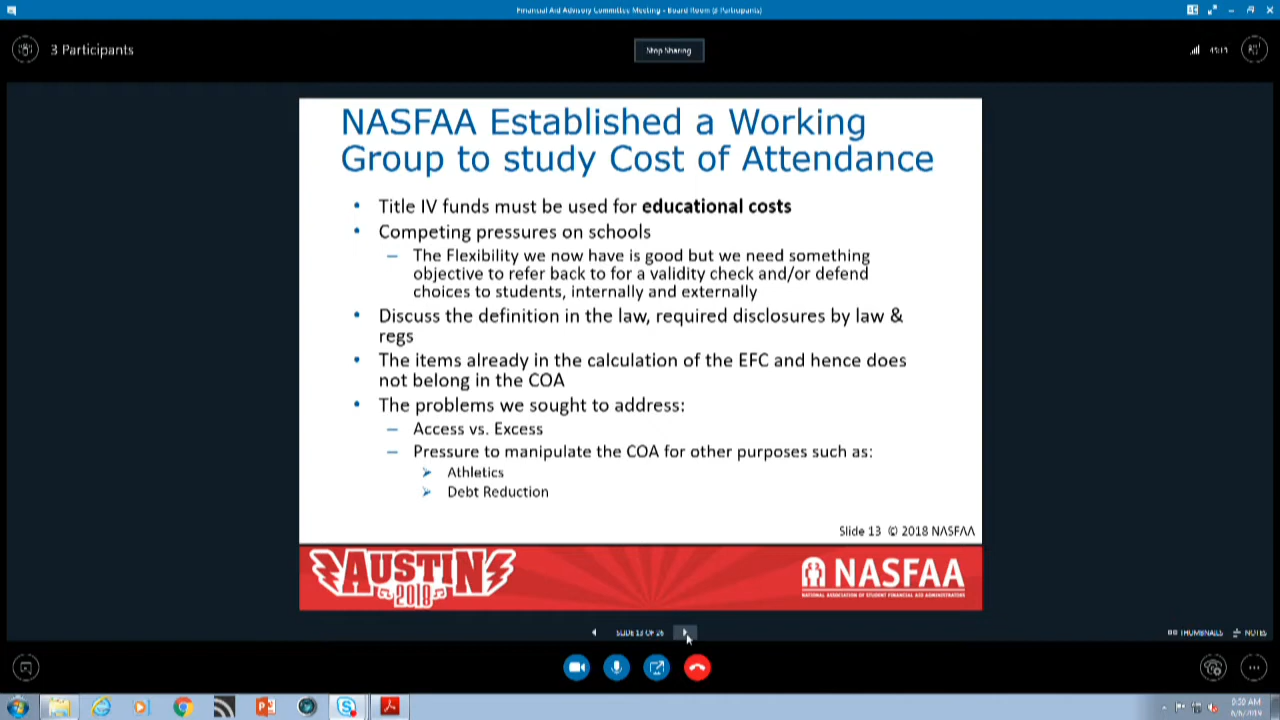 Financial Aid Advisory Committee Meeting - Board Room (3 Participants)
3 Participants
Stop Sharing
NASFAA Established a Working
Group to study Cost of Attendance
• Title IV funds must be used for educational costs
• Competing pressures on schools
– The Flexibility we now have is good but we need something
objective to refer back to for a validity check and/or defend
choices to students, internally and externally
• Discuss the definition in the law, required disclosures by law &
regs
• The items already in the calculation of the EFC and hence does
not belong in the COA
• The problems we sought to address:
– Access vs. Excess
– Pressure to manipulate the COA for other purposes such as:
➢ Athletics
➢ Debt Reduction
Slide 13 © 2018 NASFAA
AUSTIN
2018
NASFAA
NATIONAL ASSOCIATION OF STUDENT FINANCIAL AID ADMINISTRATORS
SLIDE 13 OF 26
THUMBNAILS
NOTES